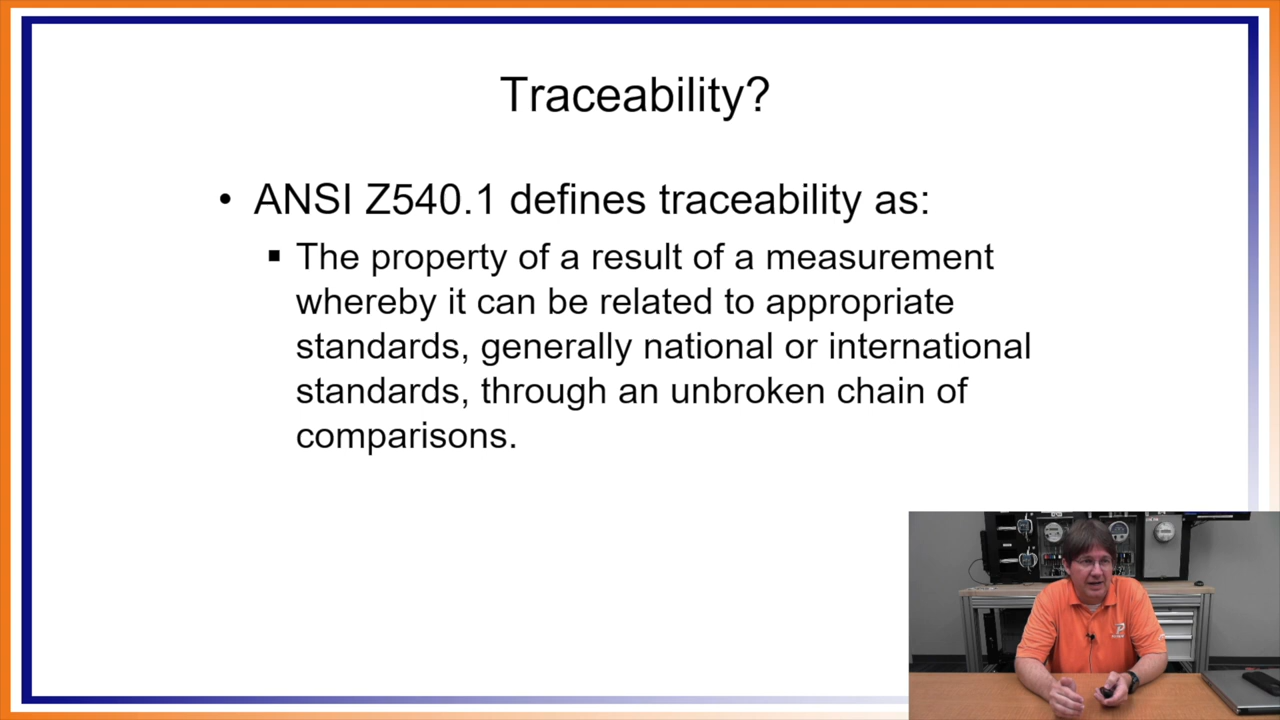 Traceability?
• ANSI Z540.1 defines traceability as:
▪ The property of a result of a measurement
whereby it can be related to appropriate
standards, generally national or international
standards, through an unbroken chain of
comparisons.